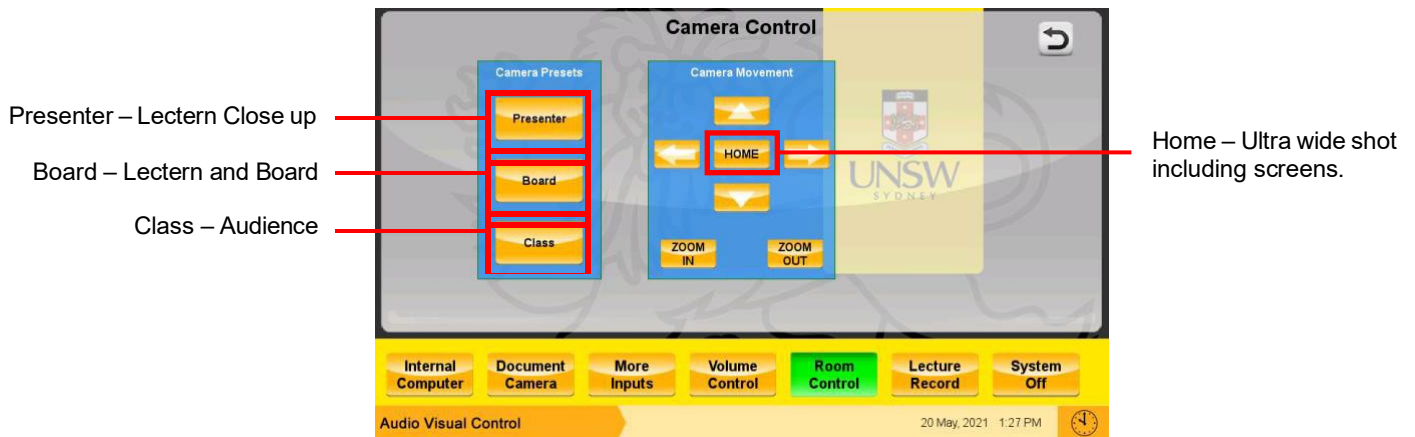 Camera Control
Camera Presets
Camera Movement
Presenter – Lectern Close up
Presenter
Home – Ultra wide shot
including screens.
HOME
Board – Lectern and Board
Board
UNSW
SYDNEY
Class – Audience
Class
ZOOM
IN
ZOOM
OUT
Internal
Computer
Document
Camera
More
Inputs
Volume
Control
Room
Control
Lecture
Record
System
Off
Audio Visual Control
20 May, 2021 1:27 PM